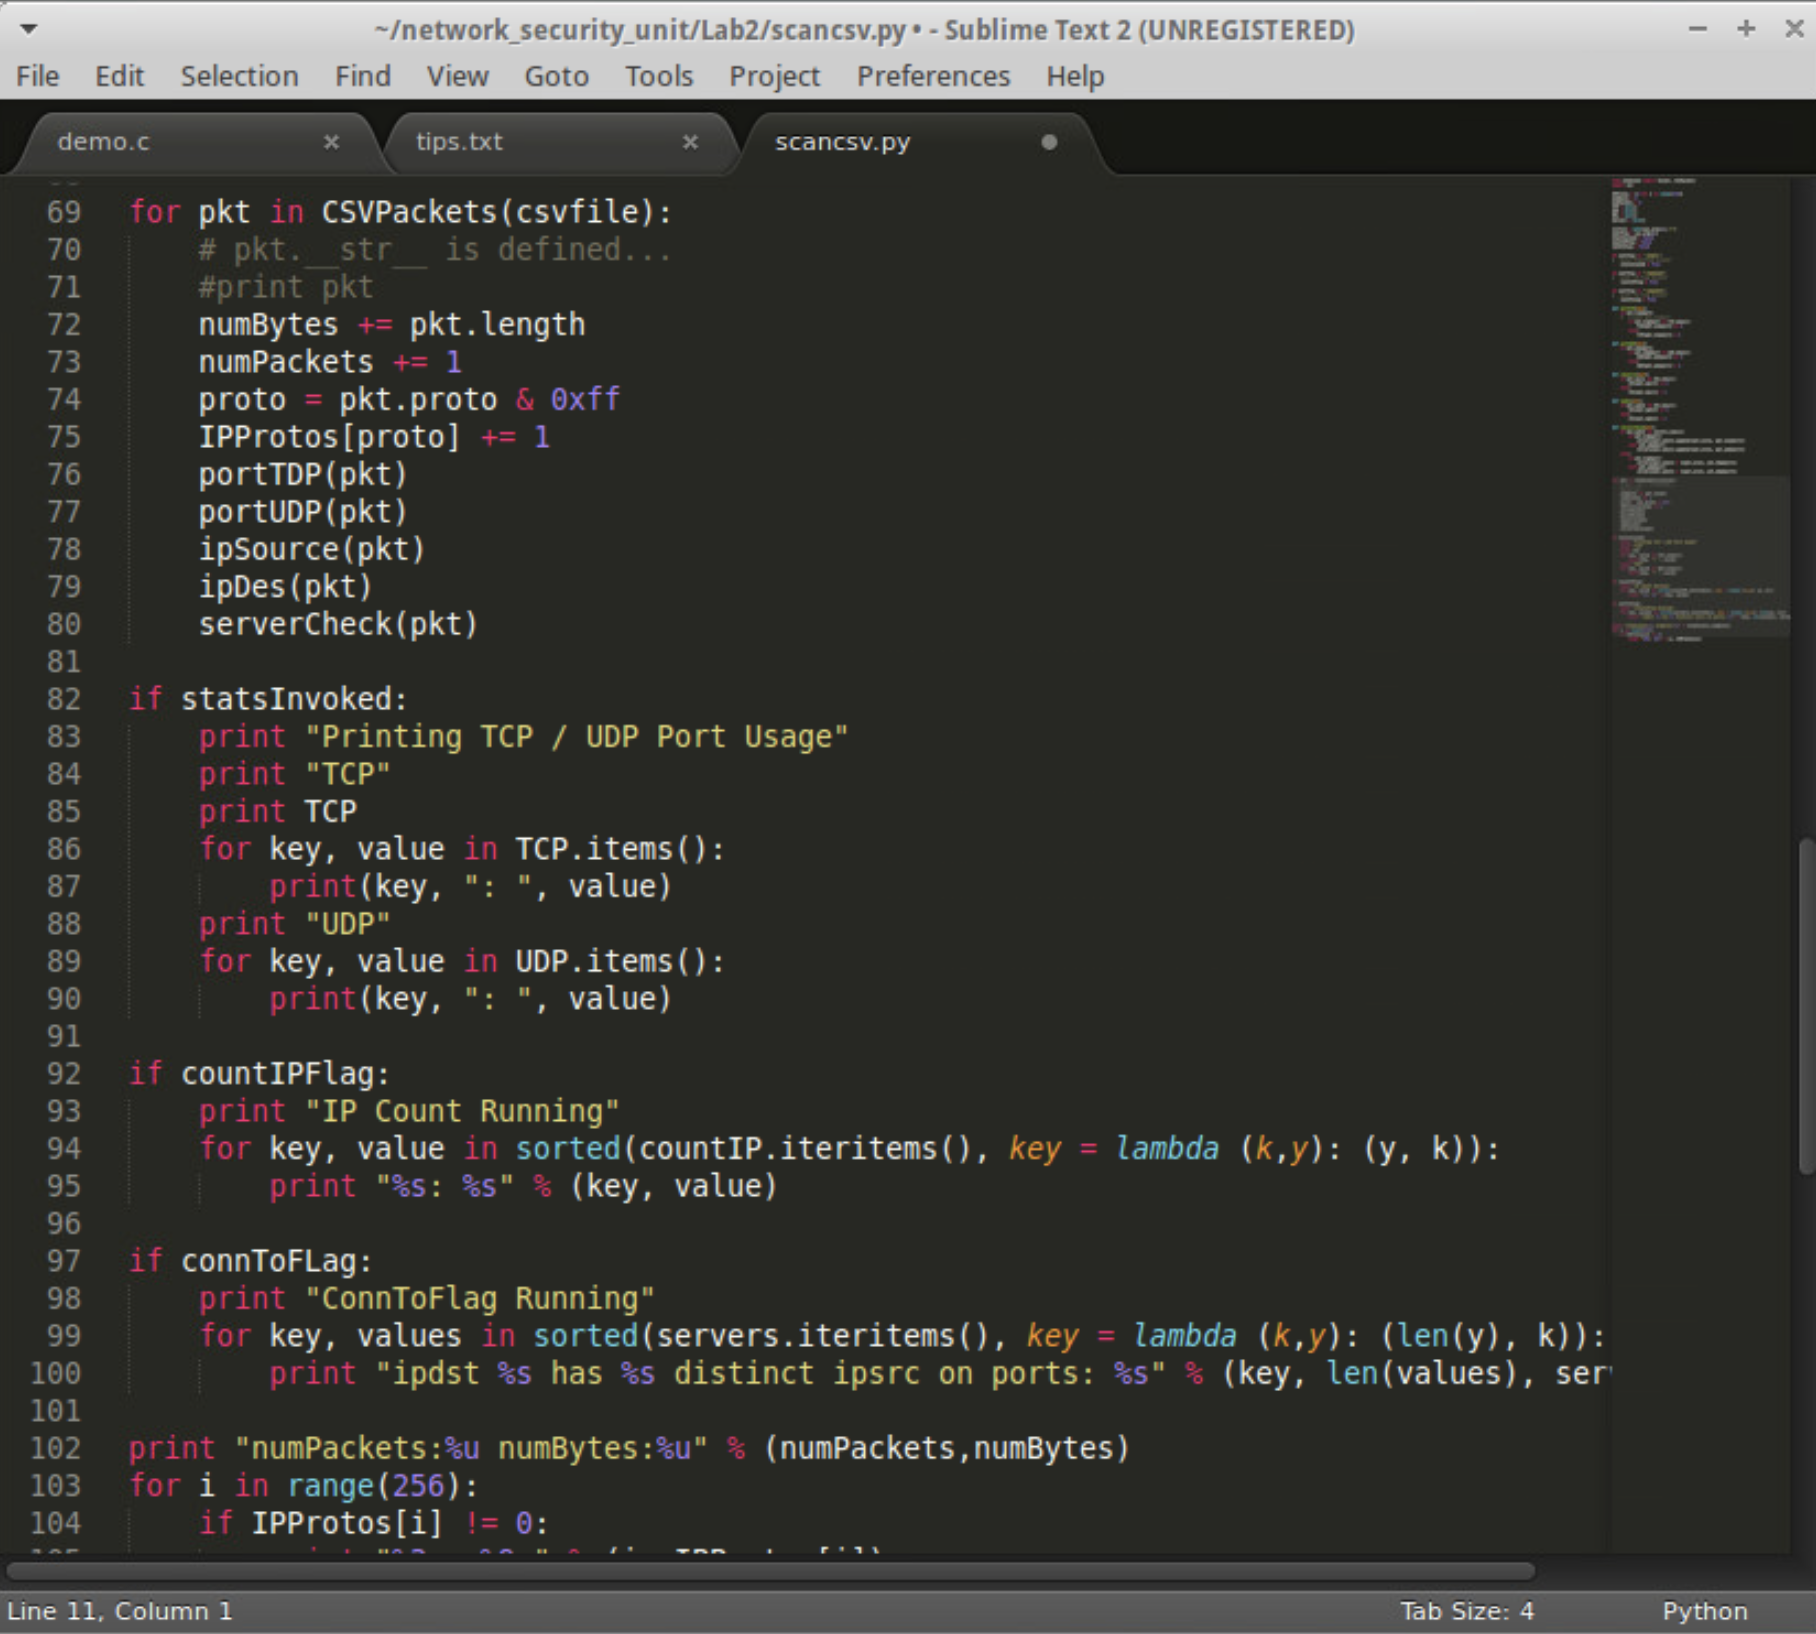 ~/network_security_unit/Lab2/scancsv.py • - Sublime Text 2 (UNREGISTERED)
File Edit Selection Find View Goto Tools Project Preferences Help
demo.c tips.txt scancsv.py
69 for pkt in CSVPackets(csvfile):
70     # pkt.__str__ is defined...
71     #print pkt
72     numBytes += pkt.length
73     numPackets += 1
74     proto = pkt.proto & 0xff
75     IPProtos[proto] += 1
76     portTDP(pkt)
77     portUDP(pkt)
78     ipSource(pkt)
79     ipDes(pkt)
80     serverCheck(pkt)
81
82 if statsInvoked:
83     print "Printing TCP / UDP Port Usage"
84     print "TCP"
85     print TCP
86     for key, value in TCP.items():
87         print(key, ": ", value)
88     print "UDP"
89     for key, value in UDP.items():
90         print(key, ": ", value)
91
92 if countIPFlag:
93     print "IP Count Running"
94     for key, value in sorted(countIP.iteritems(), key = lambda (k,y): (y, k)):
95         print "%s: %s" % (key, value)
96
97 if connToFLag:
98     print "ConnToFlag Running"
99     for key, values in sorted(servers.iteritems(), key = lambda (k,y): (len(y), k)):
100         print "ipdst %s has %s distinct ipsrc on ports: %s" % (key, len(values), ser
101
102 print "numPackets:%u numBytes:%u" % (numPackets,numBytes)
103 for i in range(256):
104     if IPProtos[i] != 0:
Line 11, Column 1 Tab Size: 4 Python